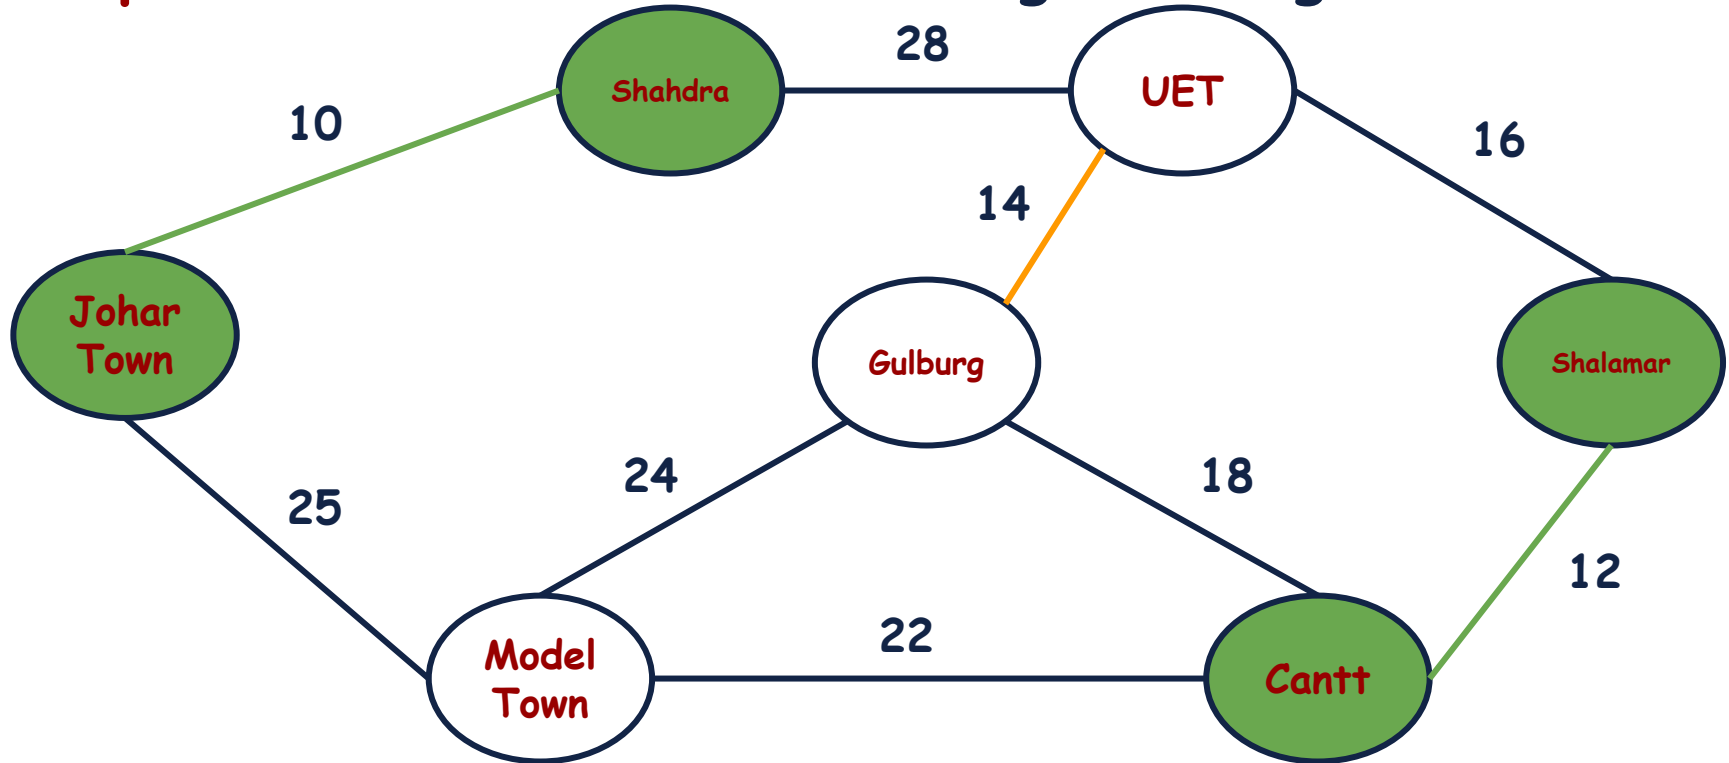 28
Shahdra
UET
10
16
14
Johar
Town
Gulburg
Shalamar
24
18
25
12
22
Model
Town
Cantt